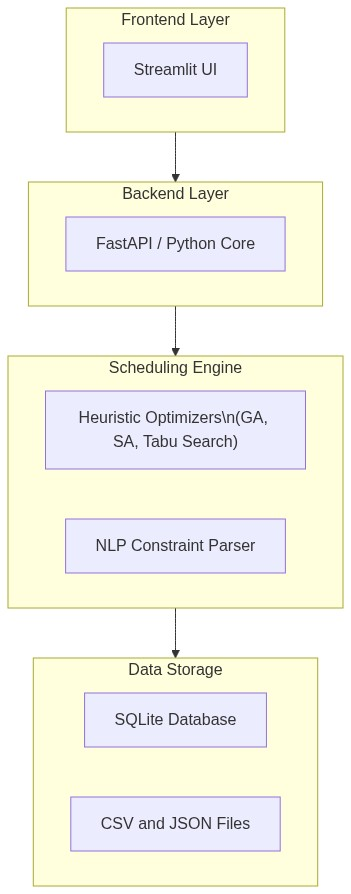 Frontend Layer
Streamlit UI
Backend Layer
FastAPI / Python Core
Scheduling Engine
Heuristic Optimizers\n(GA,
SA, Tabu Search)
NLP Constraint Parser
Data Storage
SQLite Database
CSV and JSON Files